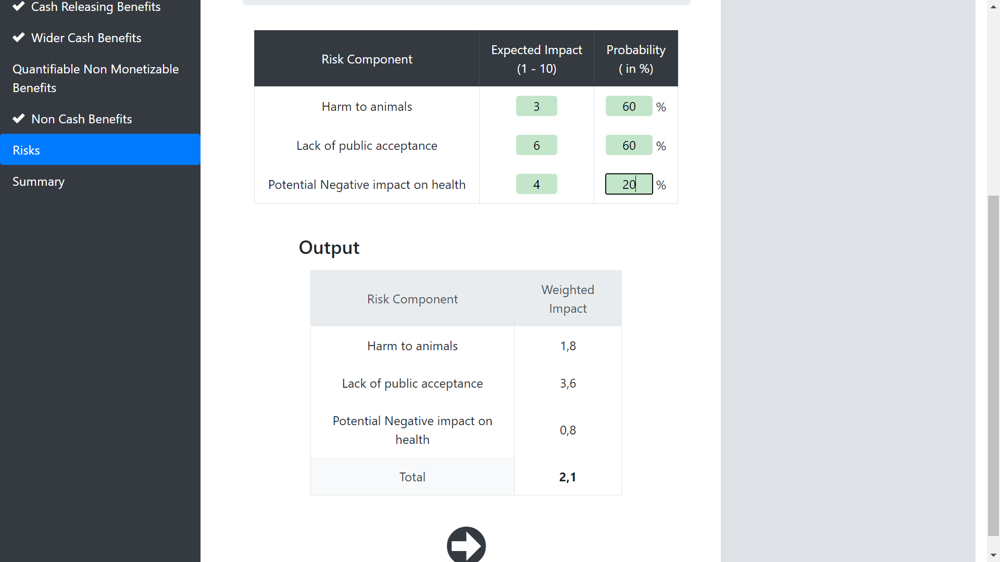 Cash Releasing Benefits
Wider Cash Benefits
Quantifiable Non Monetizable
Benefits
Non Cash Benefits
Risks
Summary
Risk Component
Expected Impact
(1 - 10)
Probability
( in %)
Harm to animals 3 60 %
Lack of public acceptance 6 60 %
Potential Negative impact on health 4 20 %
Output
Risk Component
Weighted
Impact
Harm to animals 1,8
Lack of public acceptance 3,6
Potential Negative impact on
health
0,8
Total 2,1